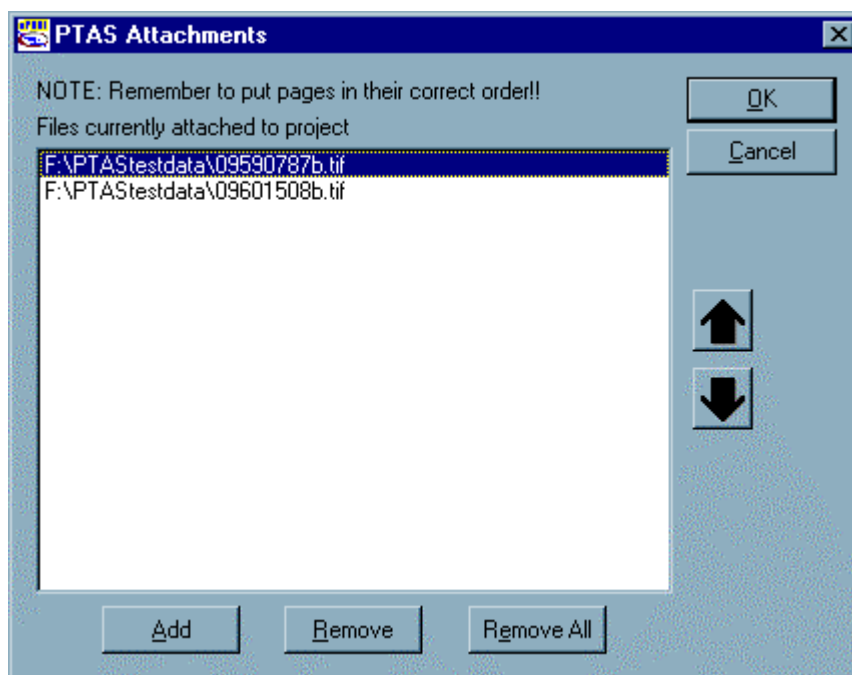 PTAS Attachments
NOTE: Remember to put pages in their correct order!!
Files currently attached to project
F:\PTAStestdata\09590787b.tif
F:\PTAStestdata\09601508b.tif
OK
Cancel
Add
Remove
Remove All